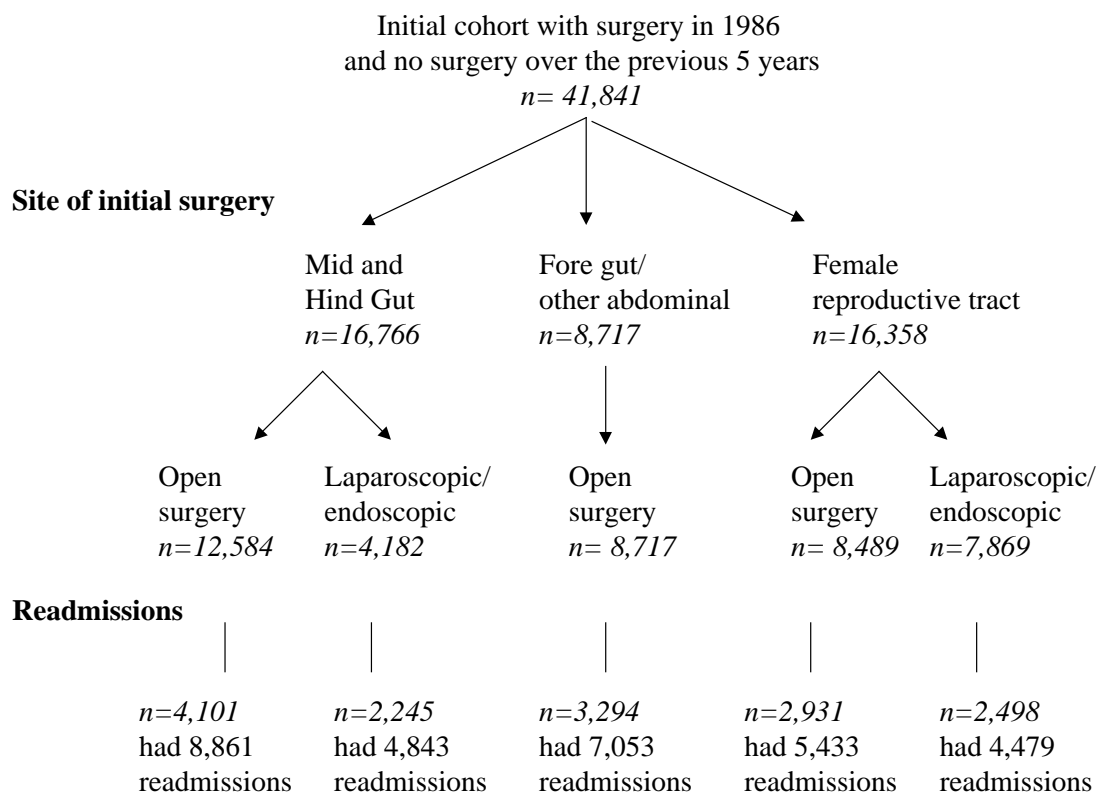 Initial cohort with surgery in 1986
and no surgery over the previous 5 years
n= 41,841
Site of initial surgery
Mid and
Hind Gut
n=16,766
Fore gut/
other abdominal
n=8,717
Female
reproductive tract
n=16,358
Open
surgery
n=12,584
Laparoscopic/
endoscopic
n=4,182
Open
surgery
n= 8,717
Open
surgery
n= 8,489
Laparoscopic/
endoscopic
n=7,869
Readmissions
n=4,101
had 8,861
readmissions
n=2,245
had 4,843
readmissions
n=3,294
had 7,053
readmissions
n=2,931
had 5,433
readmissions
n=2,498
had 4,479
readmissions